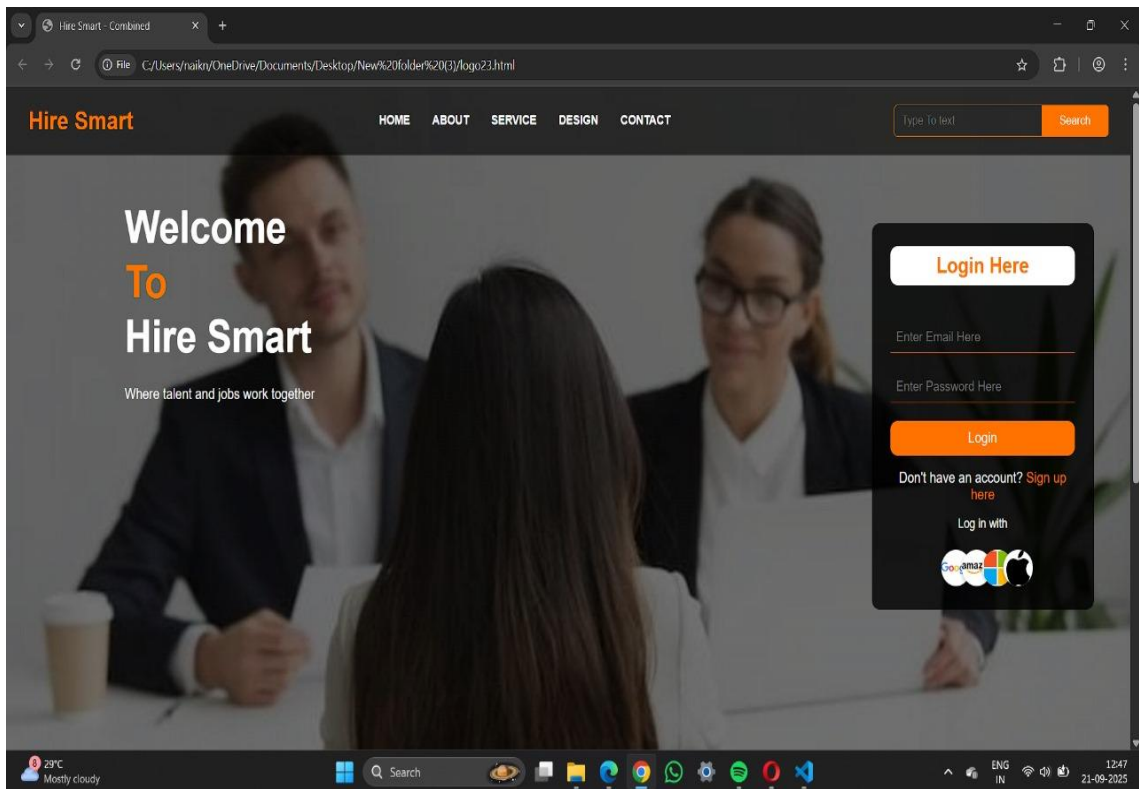 Hire Smart - Combined
File C:/Users/naikn/OneDrive/Documents/Desktop/New%20folder%20(3)/logo23.html
Hire Smart HOME ABOUT SERVICE DESIGN CONTACT Type To text Search
Welcome
To
Hire Smart
Where talent and jobs work together
Login Here
Enter Email Here
Enter Password Here
Login
Don't have an account? Sign up
here
Log in with
Goo amaz
8 29°C
Mostly cloudy
Search
ENG
IN
12:47
21-09-2025